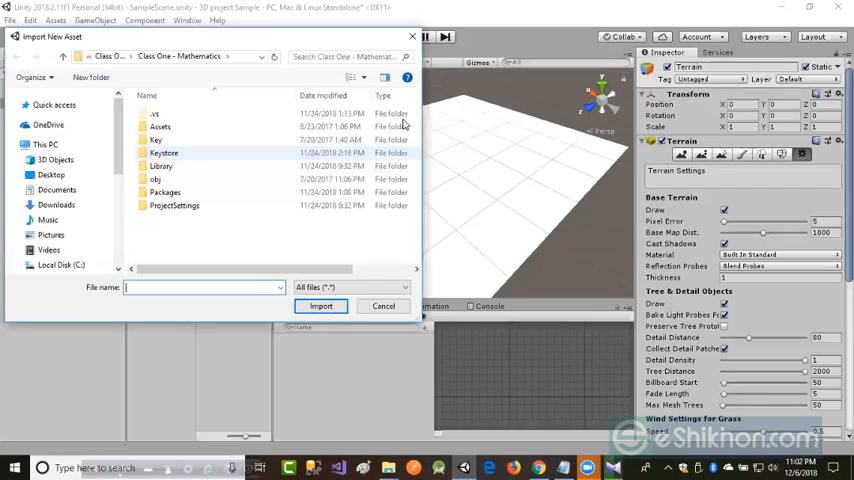 Unity 2018.2.11f1 (64bit) - SampleScene.unity - 3D project Sample - PC, Mac & Linux Standalone* <DX11>
File Edit Assets GameObject Component Window Help
Collab Account Layers Layout
Import New Asset
« Class O... Class One - Mathematics
Search Class One - Mathemat...
Organize New folder
Name Date modified Type
.vs 11/24/2018 1:13 PM File folder
Assets 8/23/2017 1:06 PM File folder
Key 7/20/2017 1:40 AM File folder
Keystore 11/24/2018 2:18 PM File folder
Library 11/24/2018 9:32 PM File folder
obj 7/20/2017 11:06 PM File folder
Packages 11/24/2018 1:08 PM File folder
ProjectSettings 11/24/2018 9:32 PM File folder
Quick access
OneDrive
This PC
3D Objects
Desktop
Documents
Downloads
Music
Pictures
Videos
Local Disk (C:)
File name:
All files (*.*)
Import Cancel
Gizmos All
Persp
x y z
Animation Console
Inspector Services
Terrain Static
Tag Untagged Layer Default
Transform
Position X 0 Y 0 Z 0
Rotation X 0 Y 0 Z 0
Scale X 1 Y 1 Z 1
Terrain
Terrain Settings
Base Terrain
Draw
Pixel Error 5
Base Map Dist. 1000
Cast Shadows
Material Built In Standard
Reflection Probes Blend Probes
Thickness 1
Tree & Detail Objects
Draw
Bake Light Probes Fo
Preserve Tree Protot
Detail Distance 80
Collect Detail Patche
Detail Density 1
Tree Distance 2000
Billboard Start 50
Fade Length 5
Max Mesh Trees 50
Wind Settings for Grass
Speed 0.5
eShikhon.com
Type here to search
11:02 PM
12/6/2018